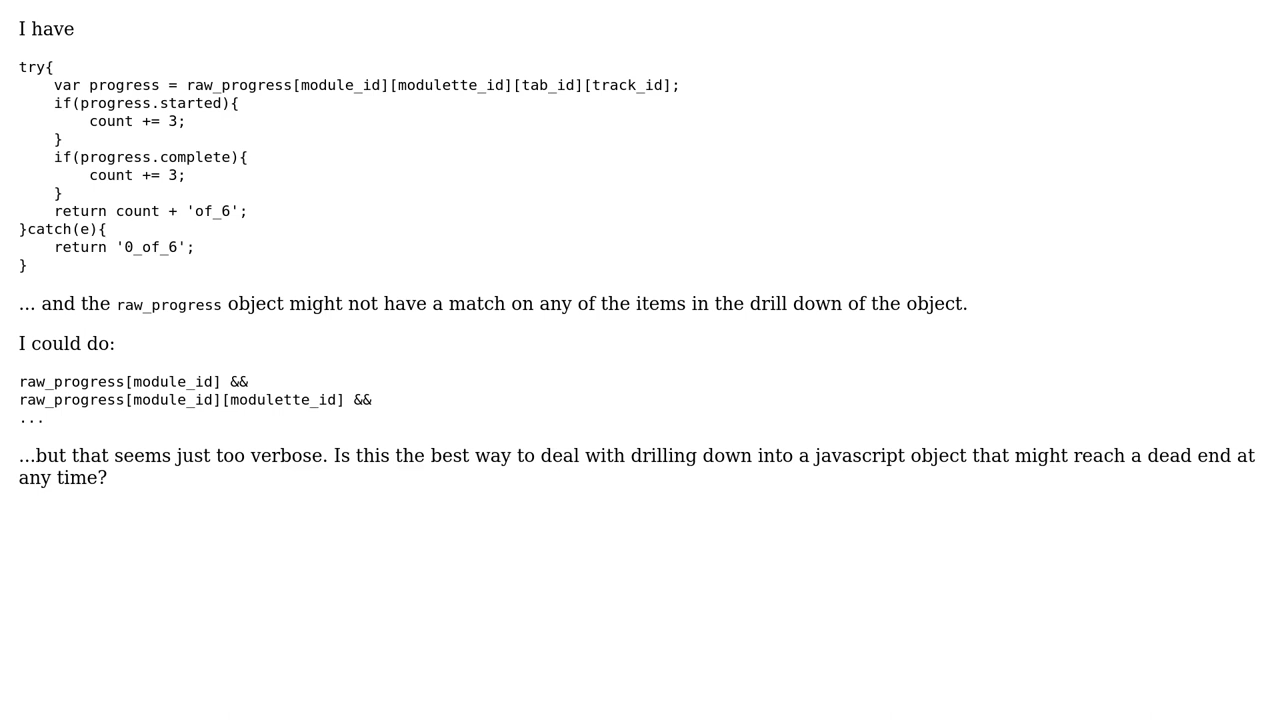 I have
try{
    var progress = raw_progress[module_id][modulette_id][tab_id][track_id];
    if(progress.started){
        count += 3;
    }
    if(progress.complete){
        count += 3;
    }
    return count + 'of_6';
}catch(e){
    return '0_of_6';
}
... and the raw_progress object might not have a match on any of the items in the drill down of the object.
I could do:
raw_progress[module_id] &&
raw_progress[module_id][modulette_id] &&
...
...but that seems just too verbose. Is this the best way to deal with drilling down into a javascript object that might reach a dead end at
any time?